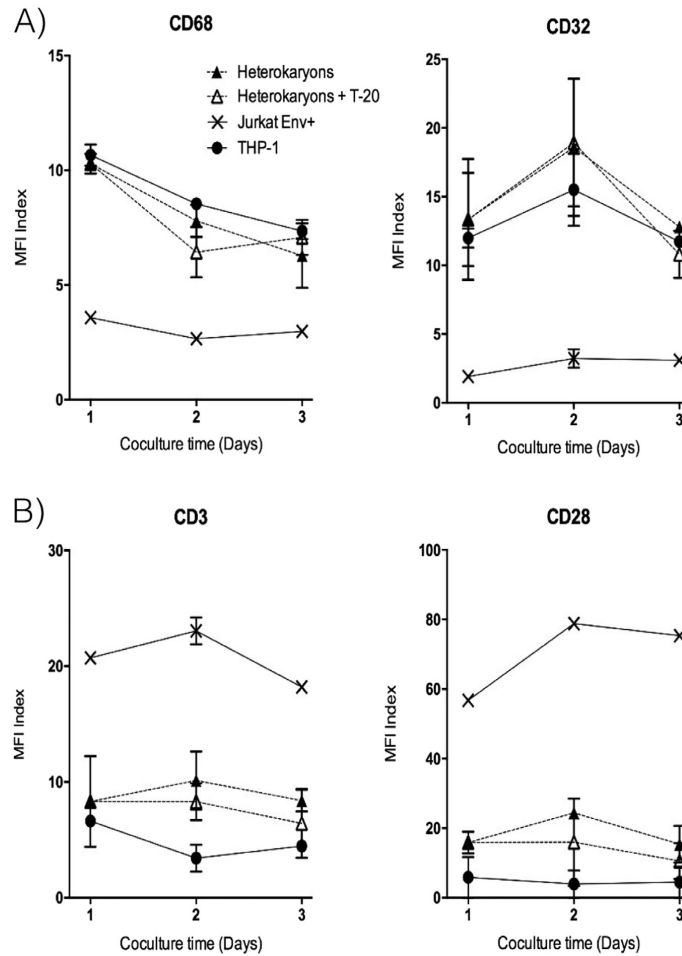 A)
CD68
CD32
15
10
5
0
MFI Index
Heterokaryons
Heterokaryons + T-20
Jurkat Env+
THP-1
1 2 3
Coculture time (Days)
25
20
15
10
5
0
MFI Index
1 2 3
Coculture time (Days)
B)
CD3
CD28
30
20
10
0
MFI Index
1 2 3
Coculture time (Days)
100
80
60
40
20
0
MFI Index
1 2 3
Coculture time (Days)